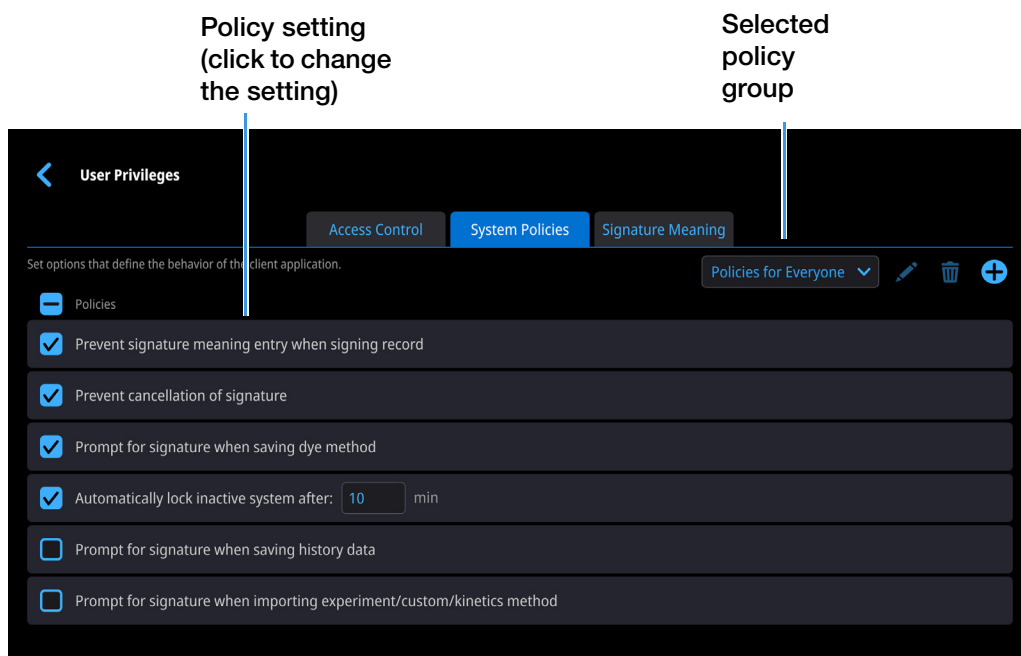 Policy setting
(click to change
the setting)
Selected
policy
group
User Privileges
Access Control
System Policies
Signature Meaning
Set options that define the behavior of the client application.
Policies for Everyone
Policies
Prevent signature meaning entry when signing record
Prevent cancellation of signature
Prompt for signature when saving dye method
Automatically lock inactive system after: 10 min
Prompt for signature when saving history data
Prompt for signature when importing experiment/custom/kinetics method